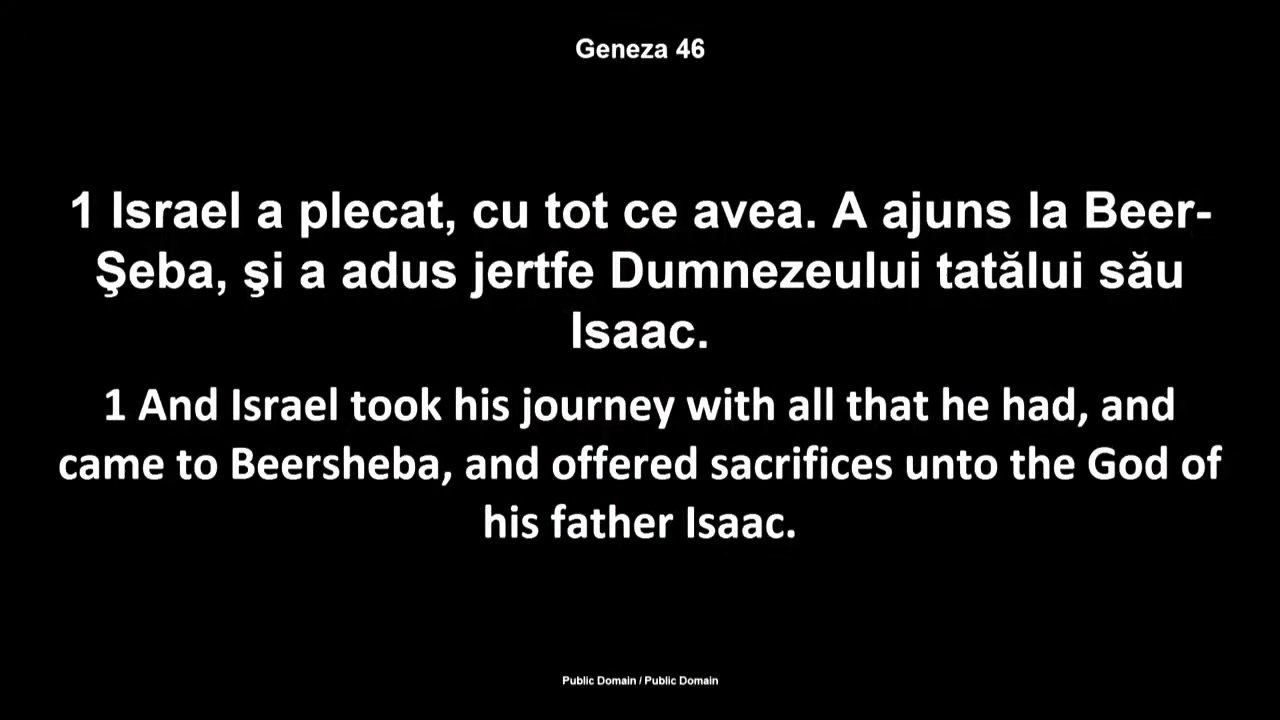 Geneza 46
1 Israel a plecat, cu tot ce avea. A ajuns la Beer-
Şeba, şi a adus jertfe Dumnezeului tatălui său
Isaac.
1 And Israel took his journey with all that he had, and
came to Beersheba, and offered sacrifices unto the God of
his father Isaac.
Public Domain / Public Domain